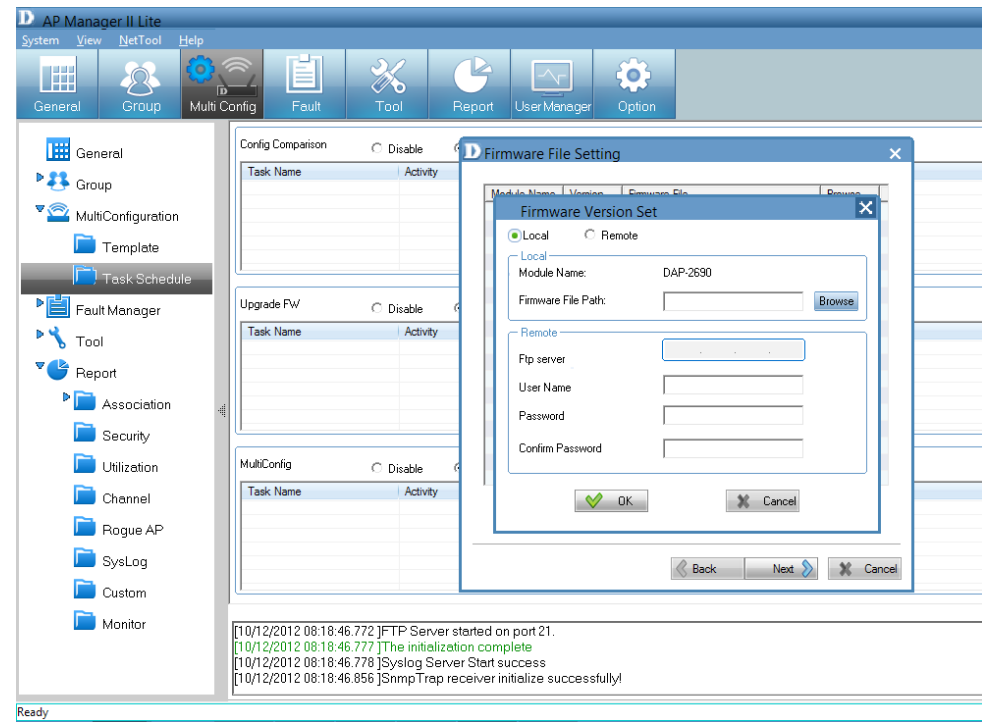 D AP Manager II Lite
System View NetTool Help
General Group Multi Config Fault Tool Report User Manager Option
General
Group
MultiConfiguration
Template
Task Schedule
Fault Manager
Tool
Report
Association
Security
Utilization
Channel
Rogue AP
SysLog
Custom
Monitor
Config Comparison Disable
Task Name Activity
Upgrade FW Disable
Task Name Activity
MultiConfig Disable
Task Name Activity
D Firmware File Setting
Module Name Version Firmware File Browse
Firmware Version Set
Local Remote
Local
Module Name: DAP-2690
Firmware File Path: Browse
Remote
Ftp server . . .
User Name
Password
Confirm Password
OK Cancel
Back Next Cancel
[10/12/2012 08:18:46.772 ]FTP Server started on port 21.
[10/12/2012 08:18:46.777 ]The initialization complete
[10/12/2012 08:18:46.778 ]Syslog Server Start success
[10/12/2012 08:18:46.856 ]SnmpTrap receiver initialize successfully!
Ready